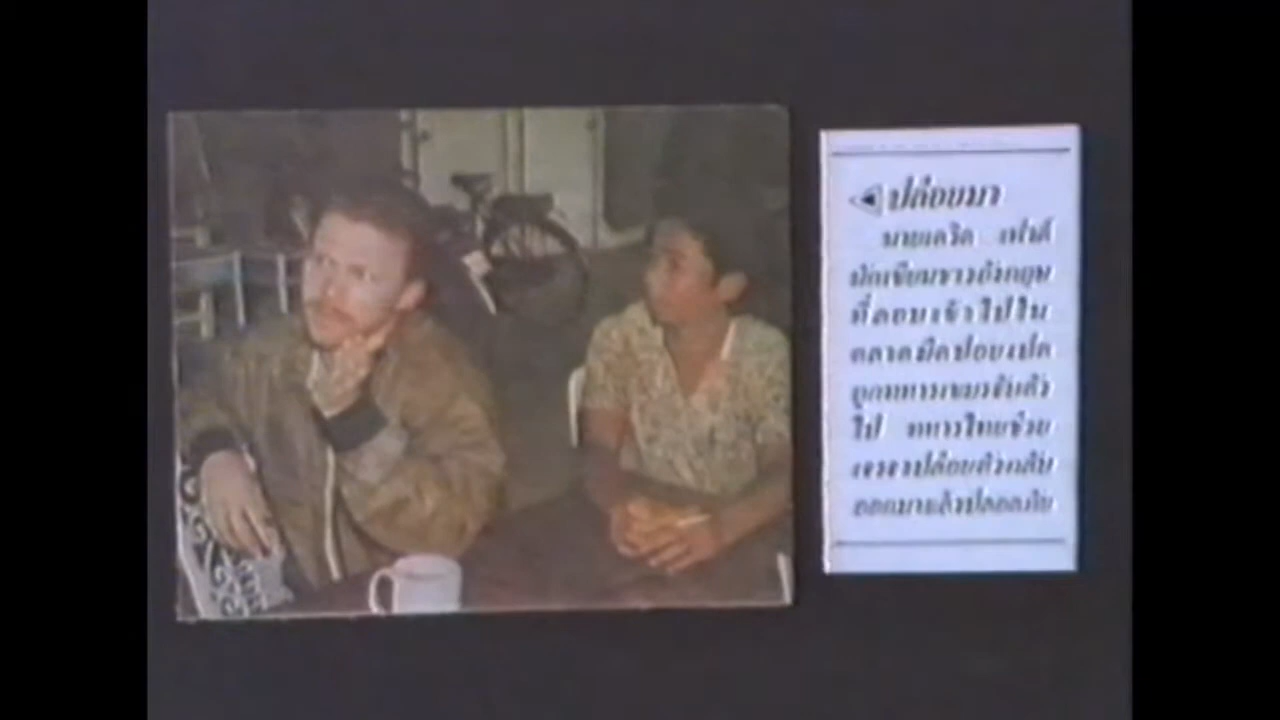 ปล่อยมา
นายเดวิด
นักเขียนชาวอังกฤษ
ที่ลอบเข้าไปใน
ตลาดมืดปอยเปต
ถูกทหารเขมรจับตัว
ไป ทหารไทยช่วย
เจรจาปล่อยตัวกลับ
ออกมาแล้วปลอดภัย